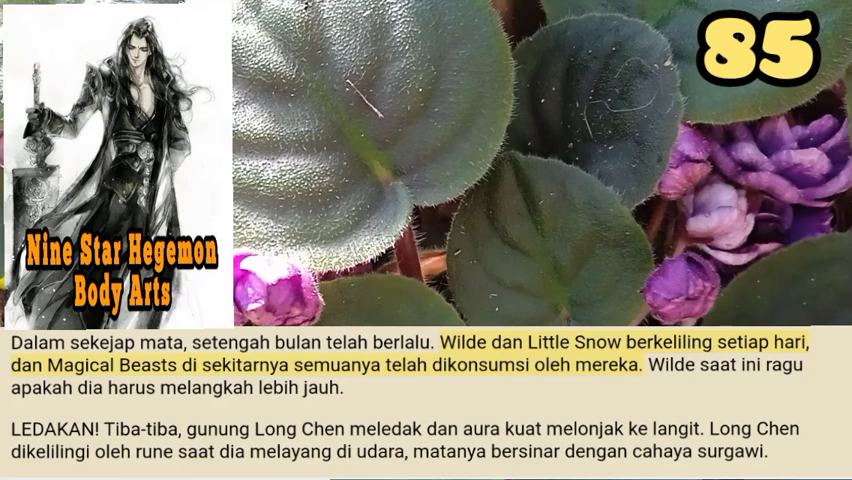 85
Nine Star Hegemon
Body Arts
Dalam sekejap mata, setengah bulan telah berlalu. Wilde dan Little Snow berkeliling setiap hari,
dan Magical Beasts di sekitarnya semuanya telah dikonsumsi oleh mereka. Wilde saat ini ragu
apakah dia harus melangkah lebih jauh.
LEDAKAN! Tiba-tiba, gunung Long Chen meledak dan aura kuat melonjak ke langit. Long Chen
dikelilingi oleh rune saat dia melayang di udara, matanya bersinar dengan cahaya surgawi.